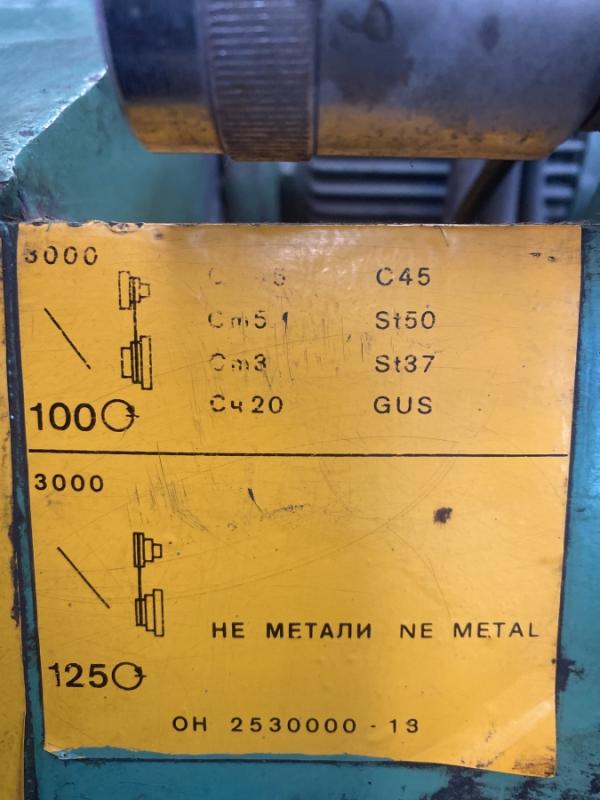 3000
C45
Cm5 St50
Cm3 St37
100 Сч20 GUS
3000
НЕ МЕТАЛИ NE METAL
125
ОН 2530000-13